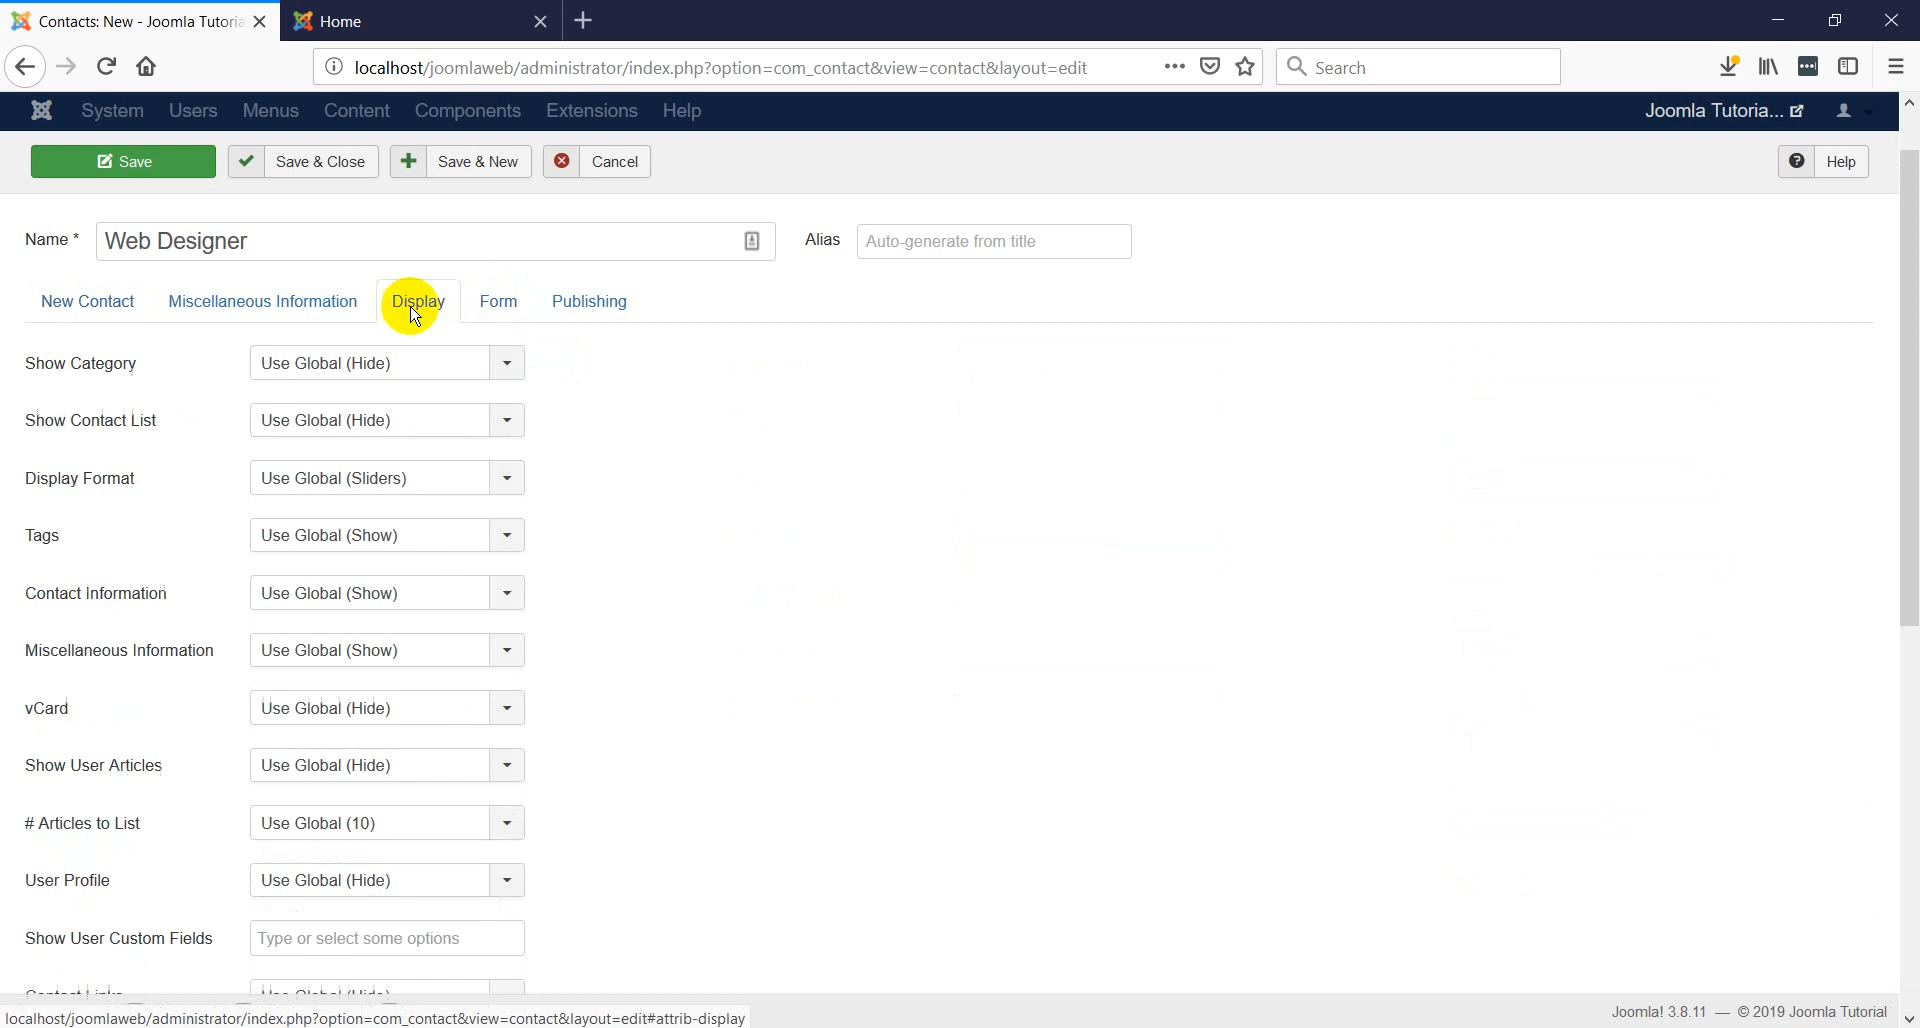 Contacts: New - Joomla Tutoria
Home
localhost/joomlaweb/administrator/index.php?option=com_contact&view=contact&layout=edit
Search
System Users Menus Content Components Extensions Help
Joomla Tutoria...
Save
Save & Close
Save & New
Cancel
Help
Name *
Web Designer
Alias
Auto-generate from title
New Contact
Miscellaneous Information
Display
Form
Publishing
Show Category
Use Global (Hide)
Show Contact List
Use Global (Hide)
Display Format
Use Global (Sliders)
Tags
Use Global (Show)
Contact Information
Use Global (Show)
Miscellaneous Information
Use Global (Show)
vCard
Use Global (Hide)
Show User Articles
Use Global (Hide)
# Articles to List
Use Global (10)
User Profile
Use Global (Hide)
Show User Custom Fields
Type or select some options
Contact Links
Use Global (Hide)
localhost/joomlaweb/administrator/index.php?option=com_contact&view=contact&layout=edit#attrib-display
Joomla! 3.8.11 — © 2019 Joomla Tutorial